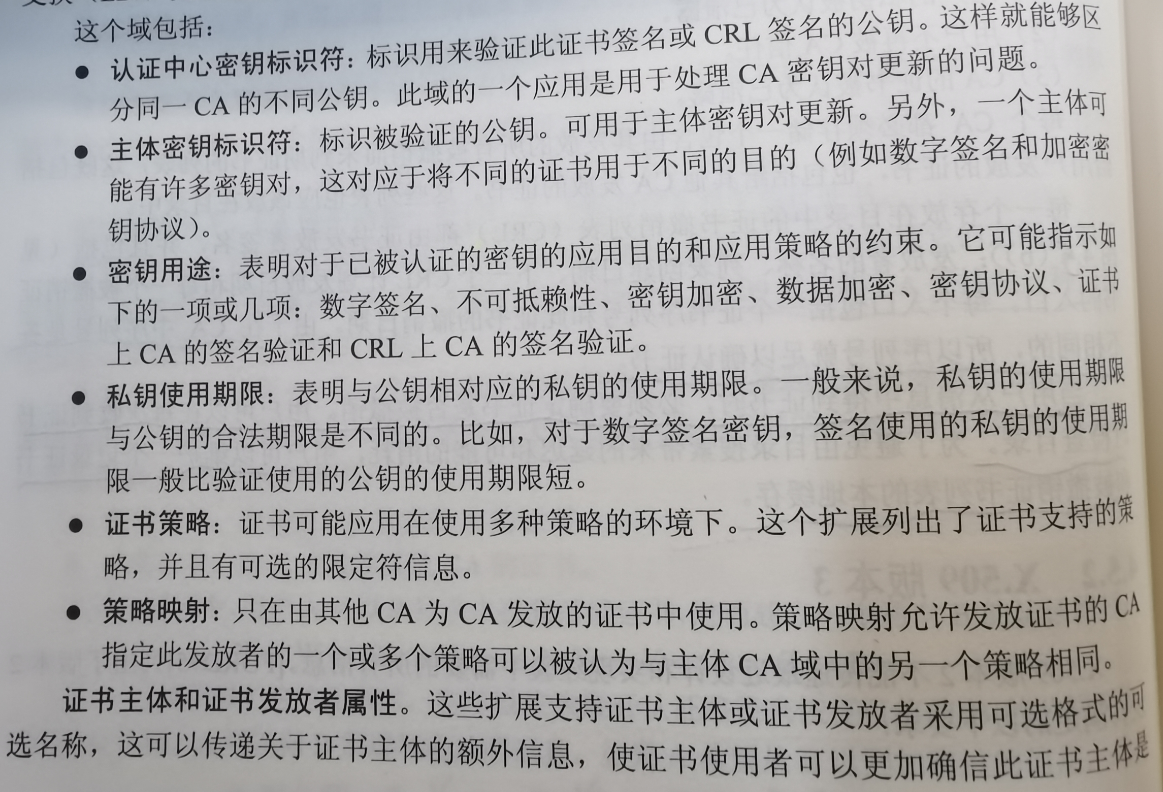 这个域包括：
● 认证中心密钥标识符：标识用来验证此证书签名或 CRL 签名的公钥。这样就能够区
分同一 CA 的不同公钥。此域的一个应用是用于处理 CA 密钥对更新的问题。
● 主体密钥标识符：标识被验证的公钥。可用于主体密钥对更新。另外，一个主体可
能有许多密钥对，这对应于将不同的证书用于不同的目的（例如数字签名和加密密
钥协议）。
● 密钥用途：表明对于已被认证的密钥的应用目的和应用策略的约束。它可能指示如
下的一项或几项：数字签名、不可抵赖性、密钥加密、数据加密、密钥协议、证书
上 CA 的签名验证和 CRL 上 CA 的签名验证。
● 私钥使用期限：表明与公钥相对应的私钥的使用期限。一般来说，私钥的使用期限
与公钥的合法期限是不同的。比如，对于数字签名密钥，签名使用的私钥的使用期
限一般比验证使用的公钥的使用期限短。
● 证书策略：证书可能应用在使用多种策略的环境下。这个扩展列出了证书支持的策
略，并且有可选的限定符信息。
● 策略映射：只在由其他 CA 为 CA 发放的证书中使用。策略映射允许发放证书的 CA
指定此发放者的一个或多个策略可以被认为与主体 CA 域中的另一个策略相同。
证书主体和证书发放者属性。这些扩展支持证书主体或证书发放者采用可选格式的可
选名称，这可以传递关于证书主体的额外信息，使证书使用者可以更加确信此证书主体是